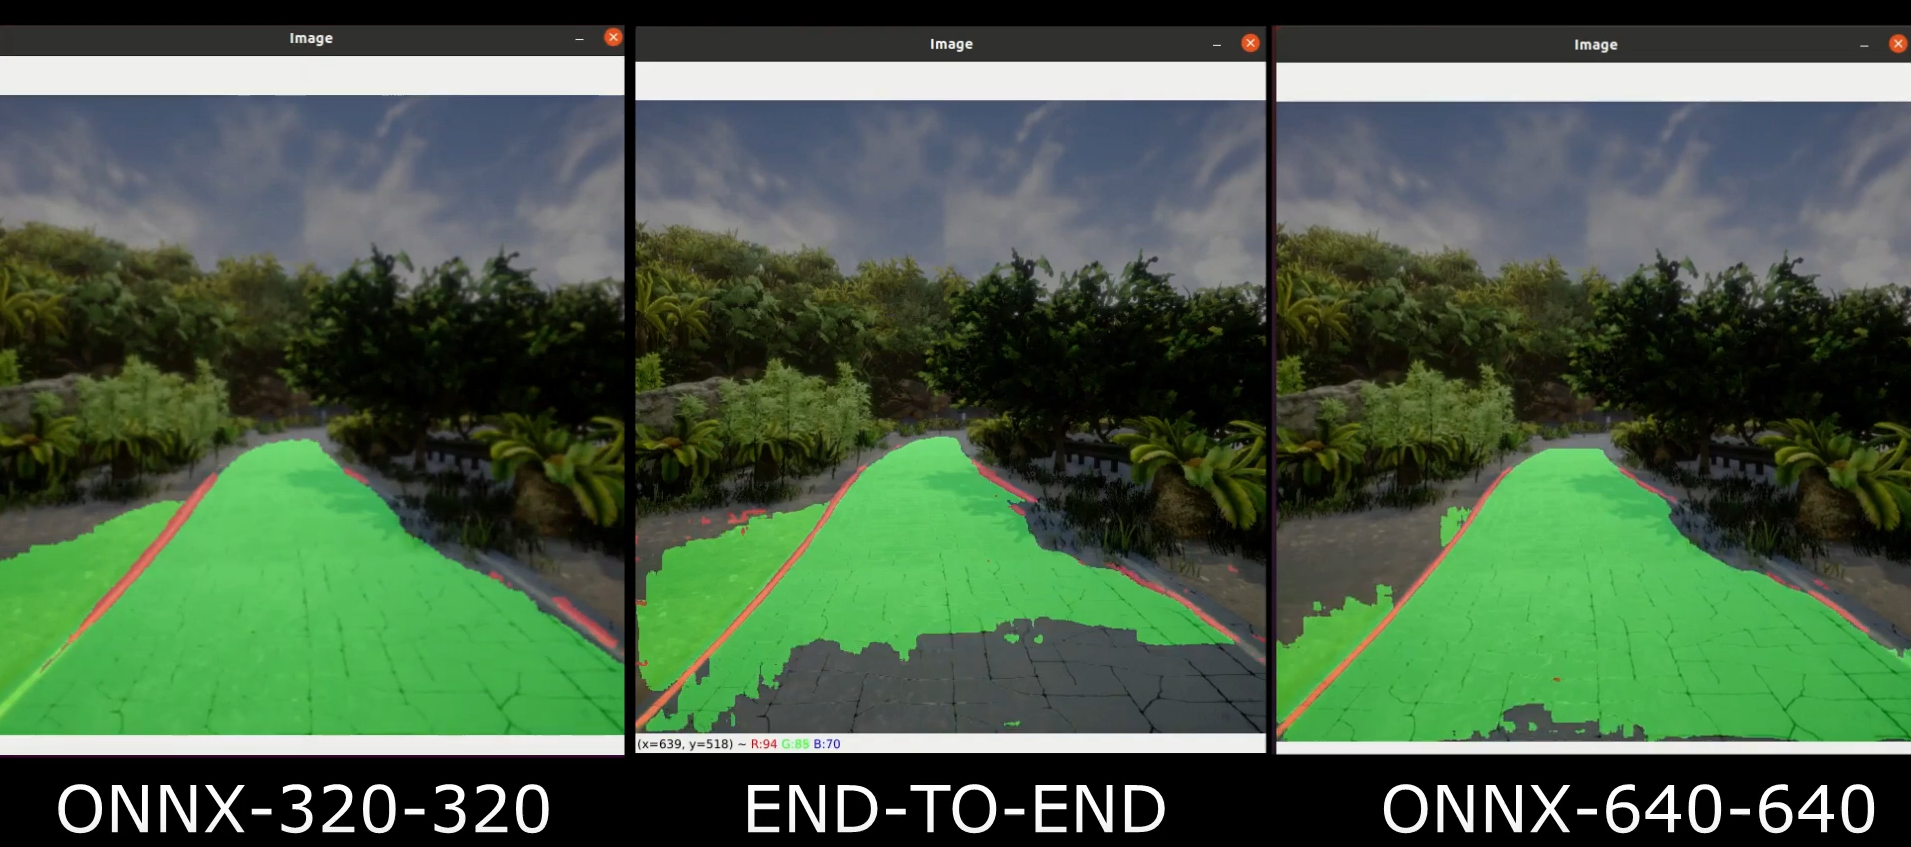 Image
Image
Image
(x=639, y=518) ~ R:94 G:85 B:70
ONNX-320-320
END-TO-END
ONNX-640-640